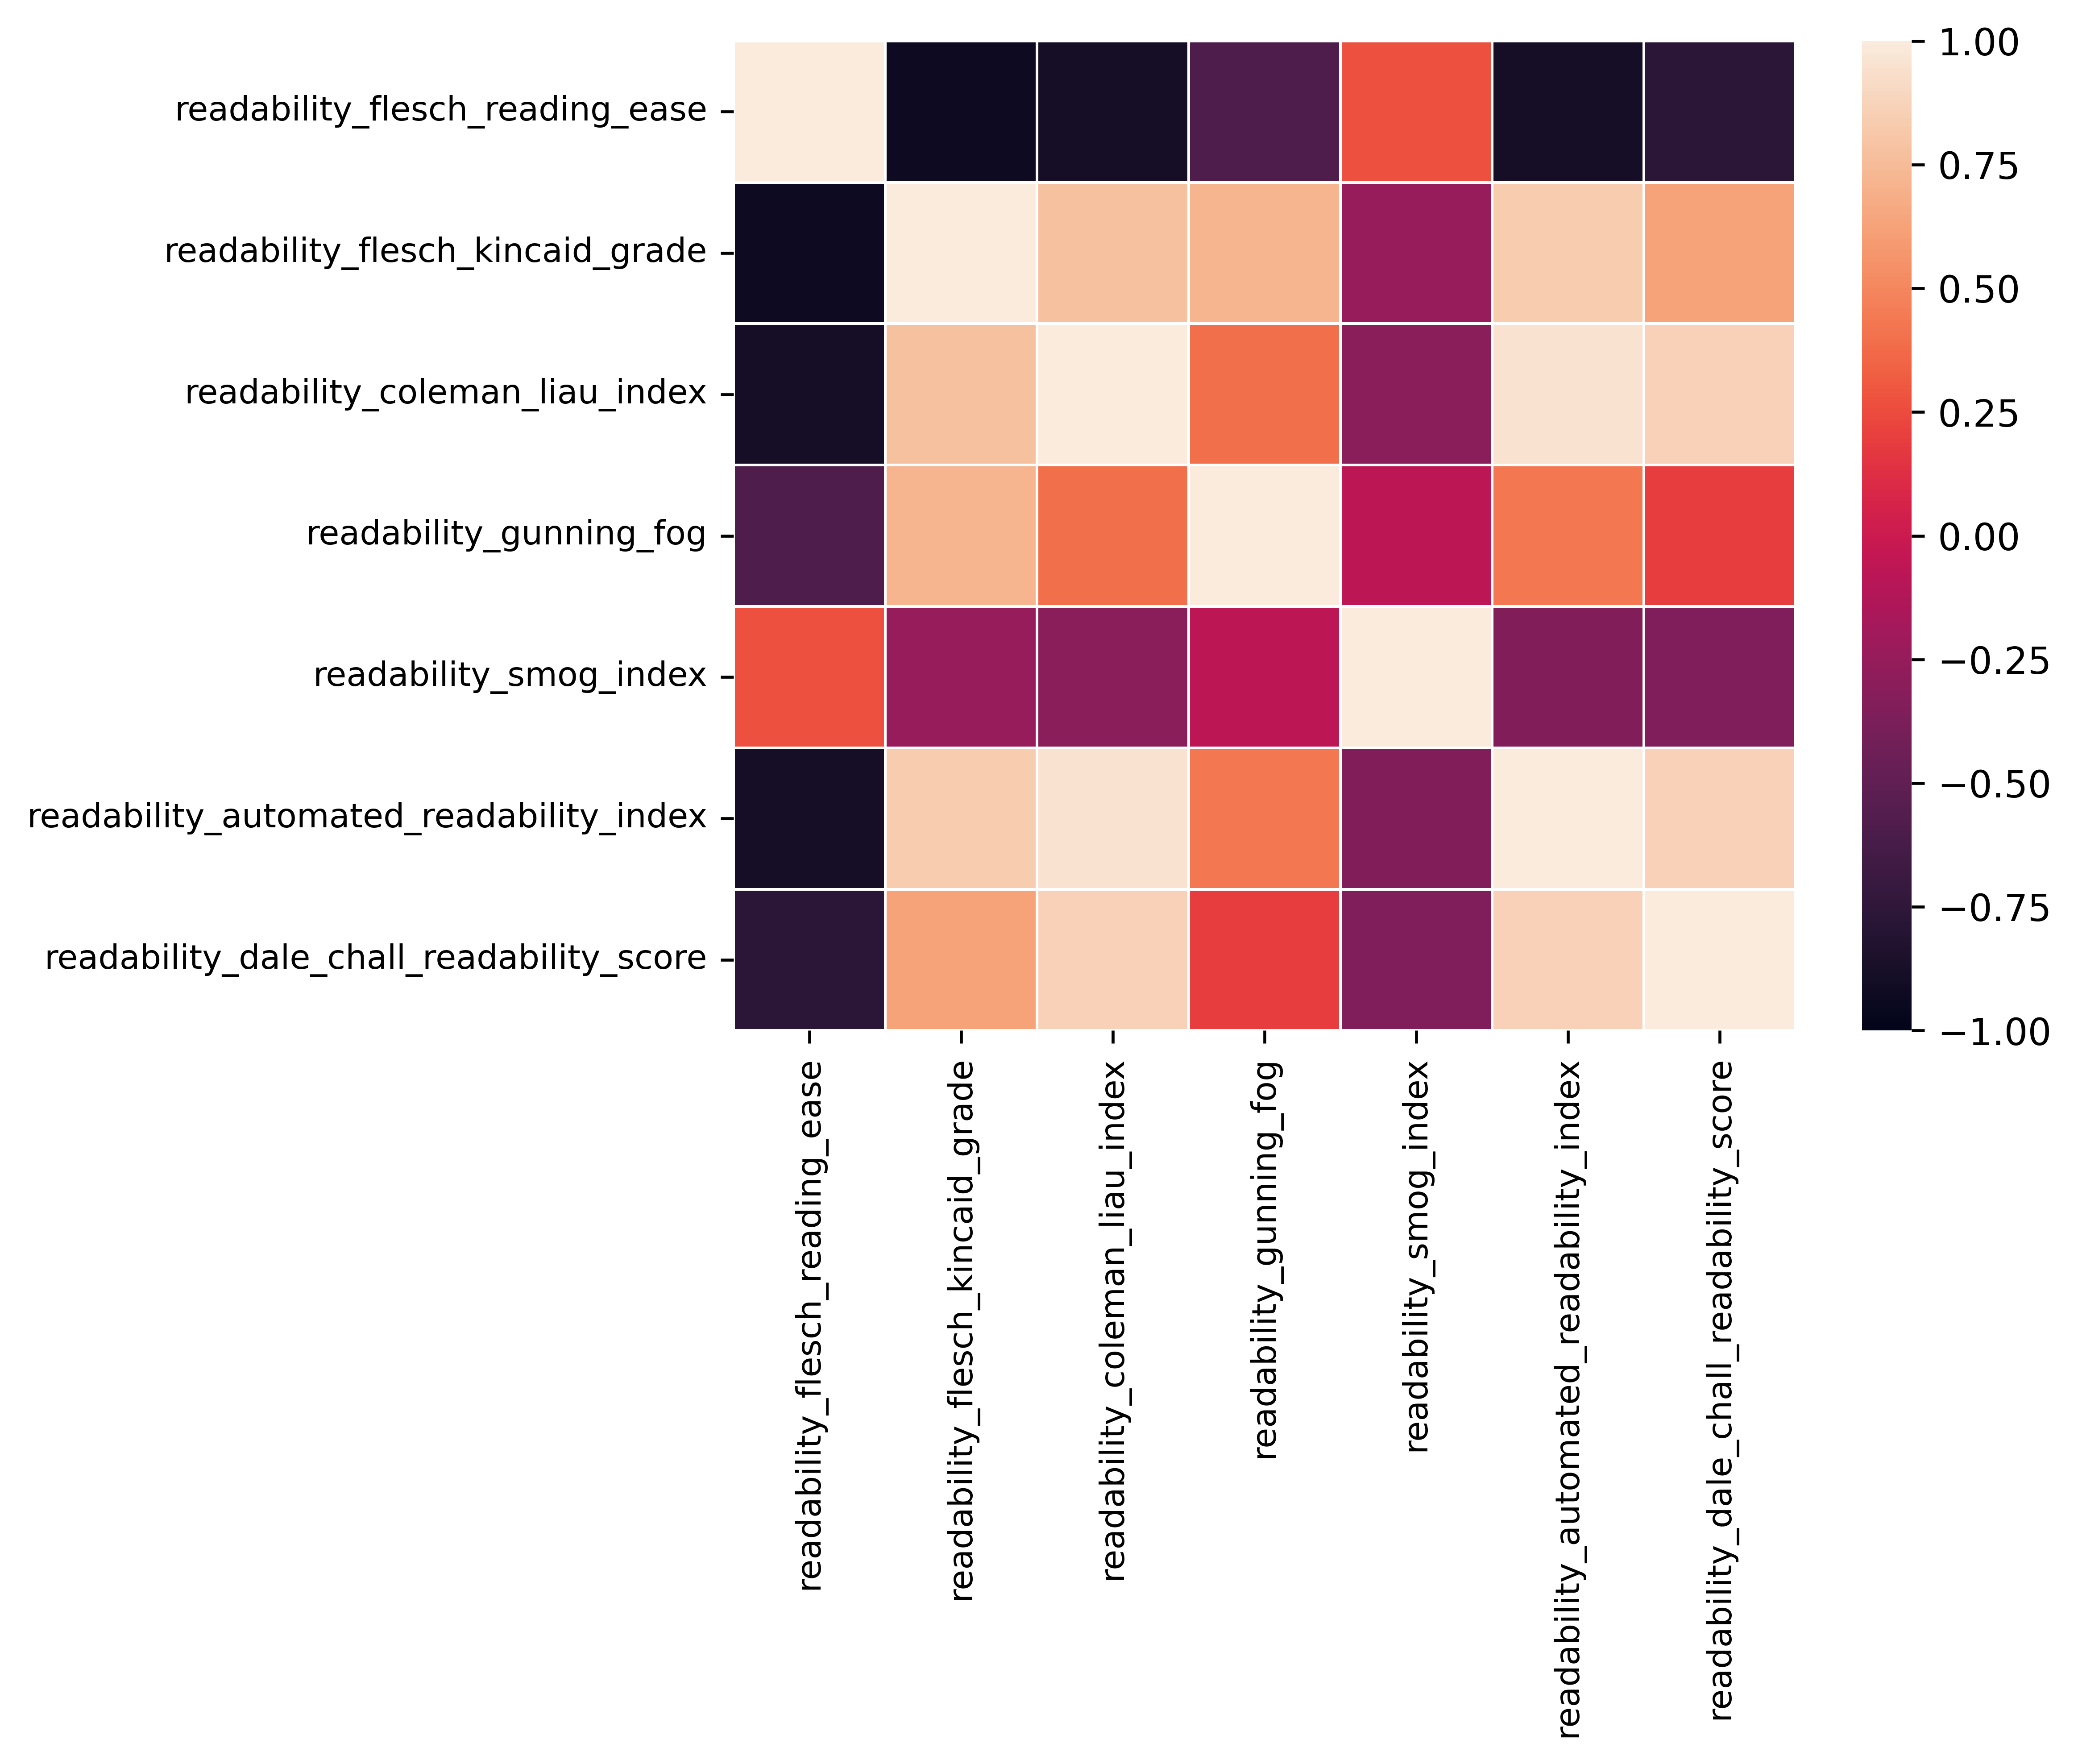 readability_flesch_reading_ease
readability_flesch_kincaid_grade
readability_coleman_liau_index
readability_gunning_fog
readability_smog_index
readability_automated_readability_index
readability_dale_chall_readability_score
readability_flesch_reading_ease
readability_flesch_kincaid_grade
readability_coleman_liau_index
readability_gunning_fog
readability_smog_index
readability_automated_readability_index
readability_dale_chall_readability_score
1.00
0.75
0.50
0.25
0.00
−0.25
−0.50
−0.75
−1.00